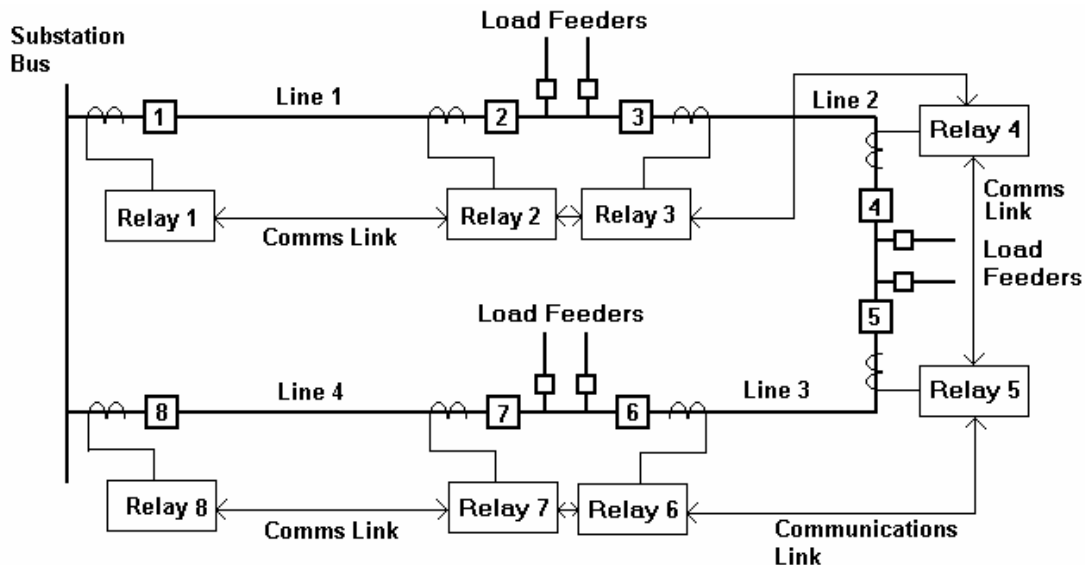 Substation
Bus
Load Feeders
1
Line 1
2
3
Line 2
Relay 4
Relay 1
Comms Link
Relay 2
Relay 3
4
Comms
Link
Load
Feeders
5
Load Feeders
8
Line 4
7
6
Line 3
Relay 5
Relay 8
Comms Link
Relay 7
Relay 6
Communications
Link